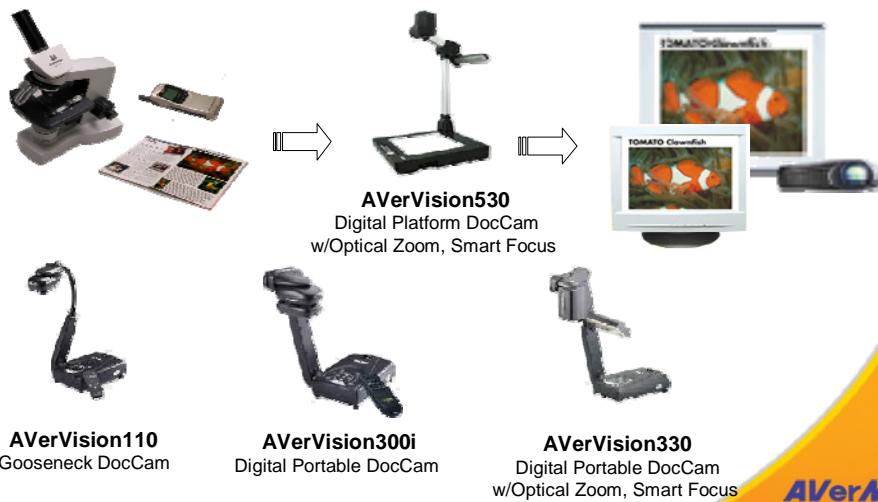 TOMATO Clownfish
TOMATO Clownfish
AVerVision530
Digital Platform DocCam
w/Optical Zoom, Smart Focus
AVerVision110
Gooseneck DocCam
AVerVision300i
Digital Portable DocCam
AVerVision330
Digital Portable DocCam
w/Optical Zoom, Smart Focus